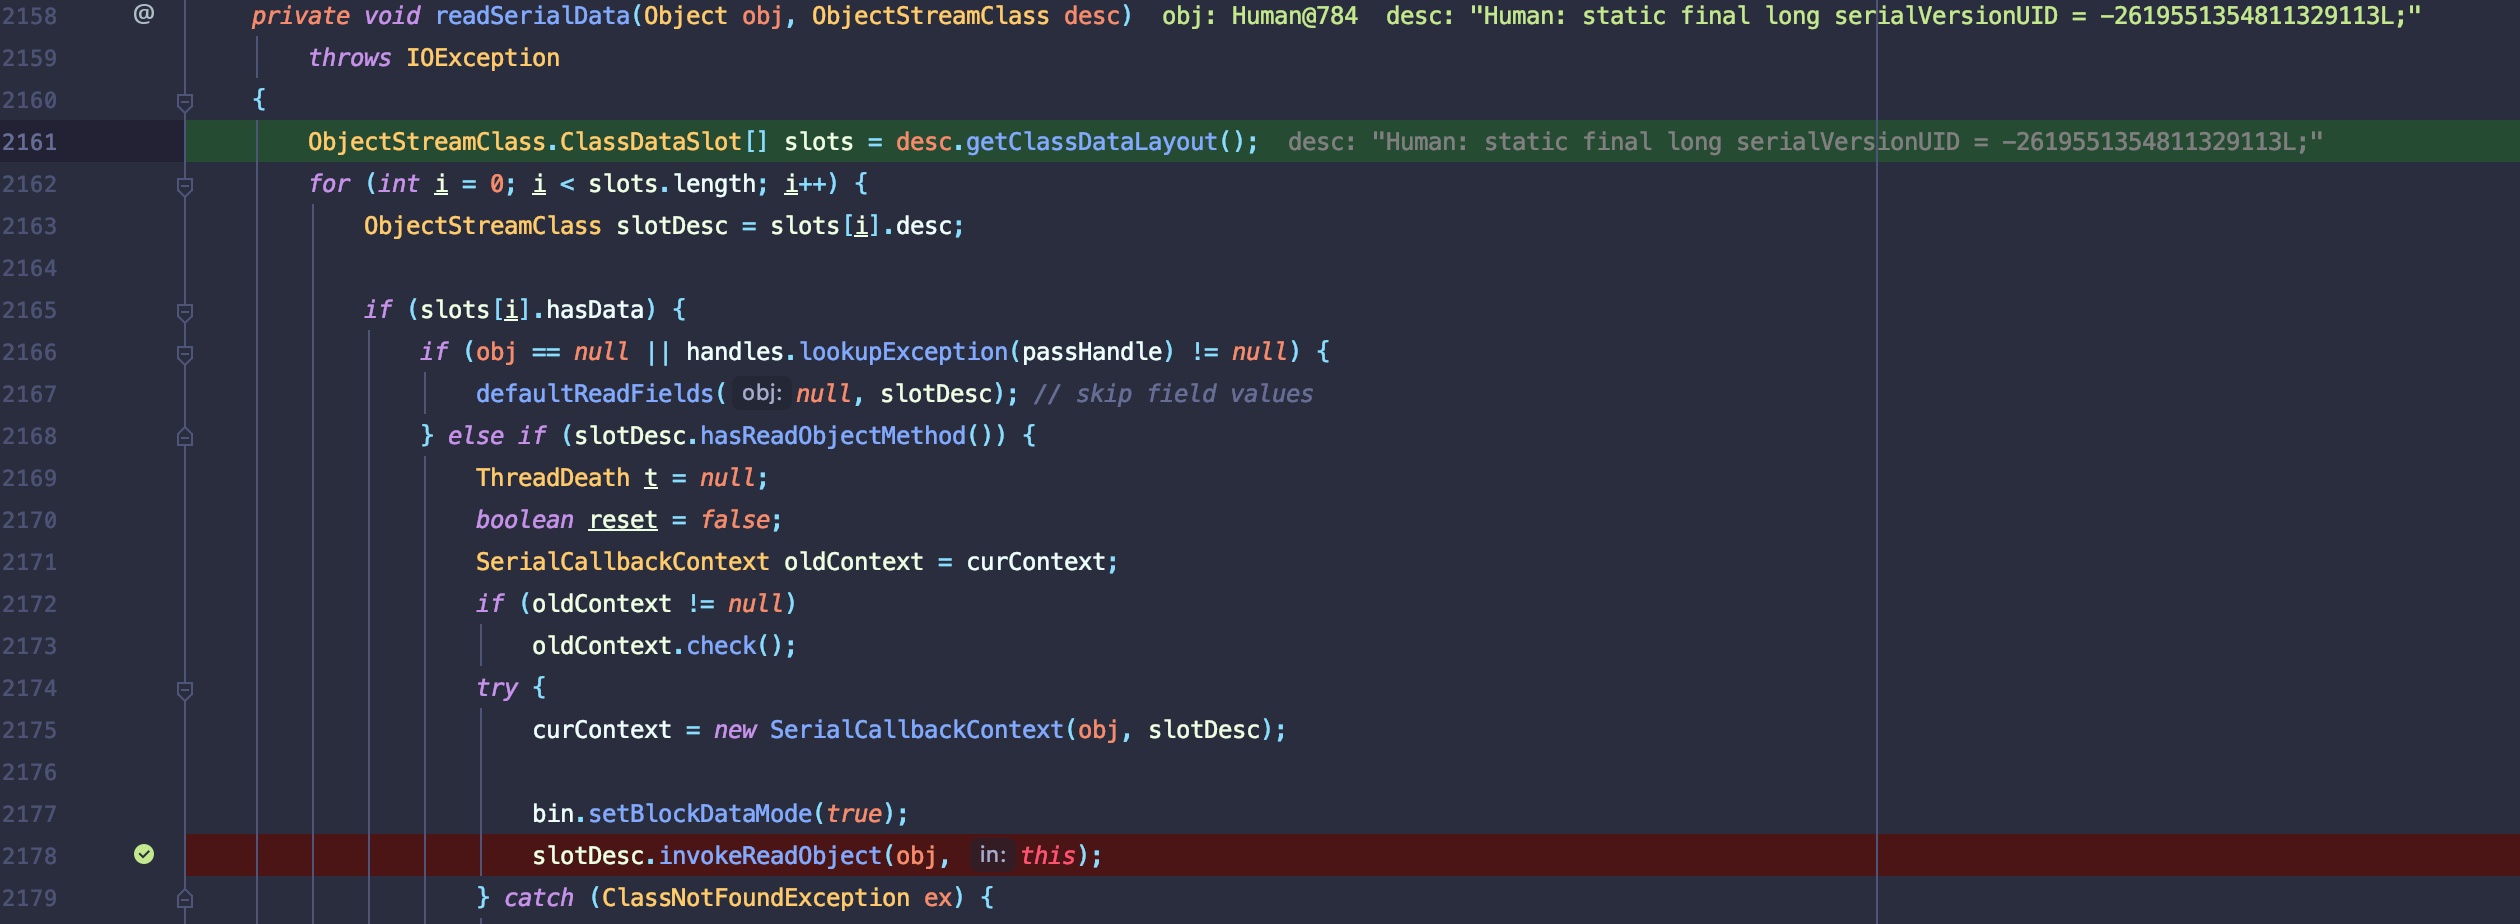 2158 @ private void readSerialData(Object obj, ObjectStreamClass desc) obj: Human@784 desc: "Human: static final long serialVersionUID = -2619551354811329113L;"
2159 throws IOException
2160 {
2161 ObjectStreamClass.ClassDataSlot[] slots = desc.getClassDataLayout(); desc: "Human: static final long serialVersionUID = -2619551354811329113L;"
2162 for (int i = 0; i < slots.length; i++) {
2163 ObjectStreamClass slotDesc = slots[i].desc;
2164
2165 if (slots[i].hasData) {
2166 if (obj == null || handles.lookupException(passHandle) != null) {
2167 defaultReadFields( obj: null, slotDesc); // skip field values
2168 } else if (slotDesc.hasReadObjectMethod()) {
2169 ThreadDeath t = null;
2170 boolean reset = false;
2171 SerialCallbackContext oldContext = curContext;
2172 if (oldContext != null)
2173 oldContext.check();
2174 try {
2175 curContext = new SerialCallbackContext(obj, slotDesc);
2176
2177 bin.setBlockDataMode(true);
2178 slotDesc.invokeReadObject(obj, in: this);
2179 } catch (ClassNotFoundException ex) {